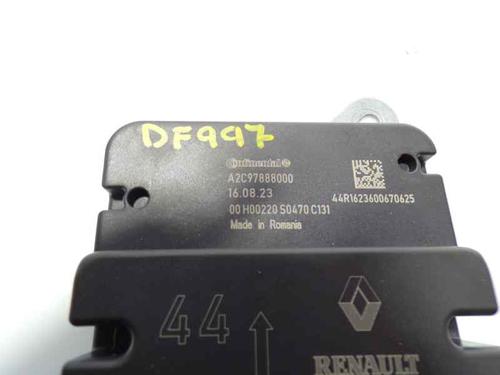 DF997
Continental
A2C97888000
16.08.23
00 H00220 S0470 C131
Made in Romania
44R1623600670625
44
RENAULT